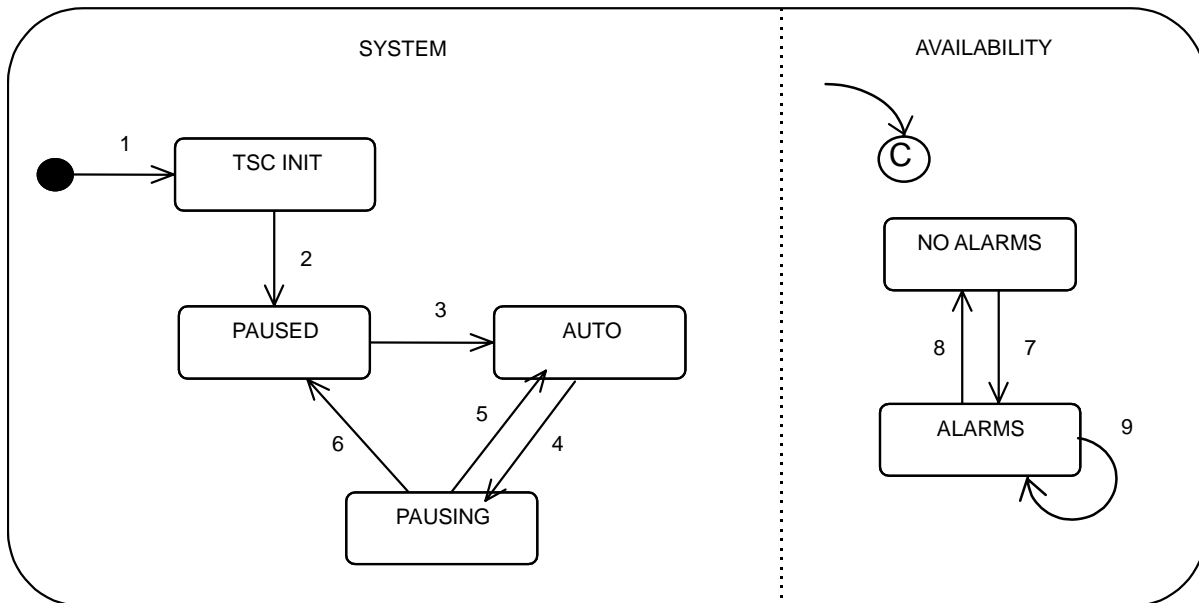 SYSTEM
AVAILABILITY
1
TSC INIT
C
2
NO ALARMS
PAUSED
3
AUTO
8
7
6
5
4
ALARMS
9
PAUSING